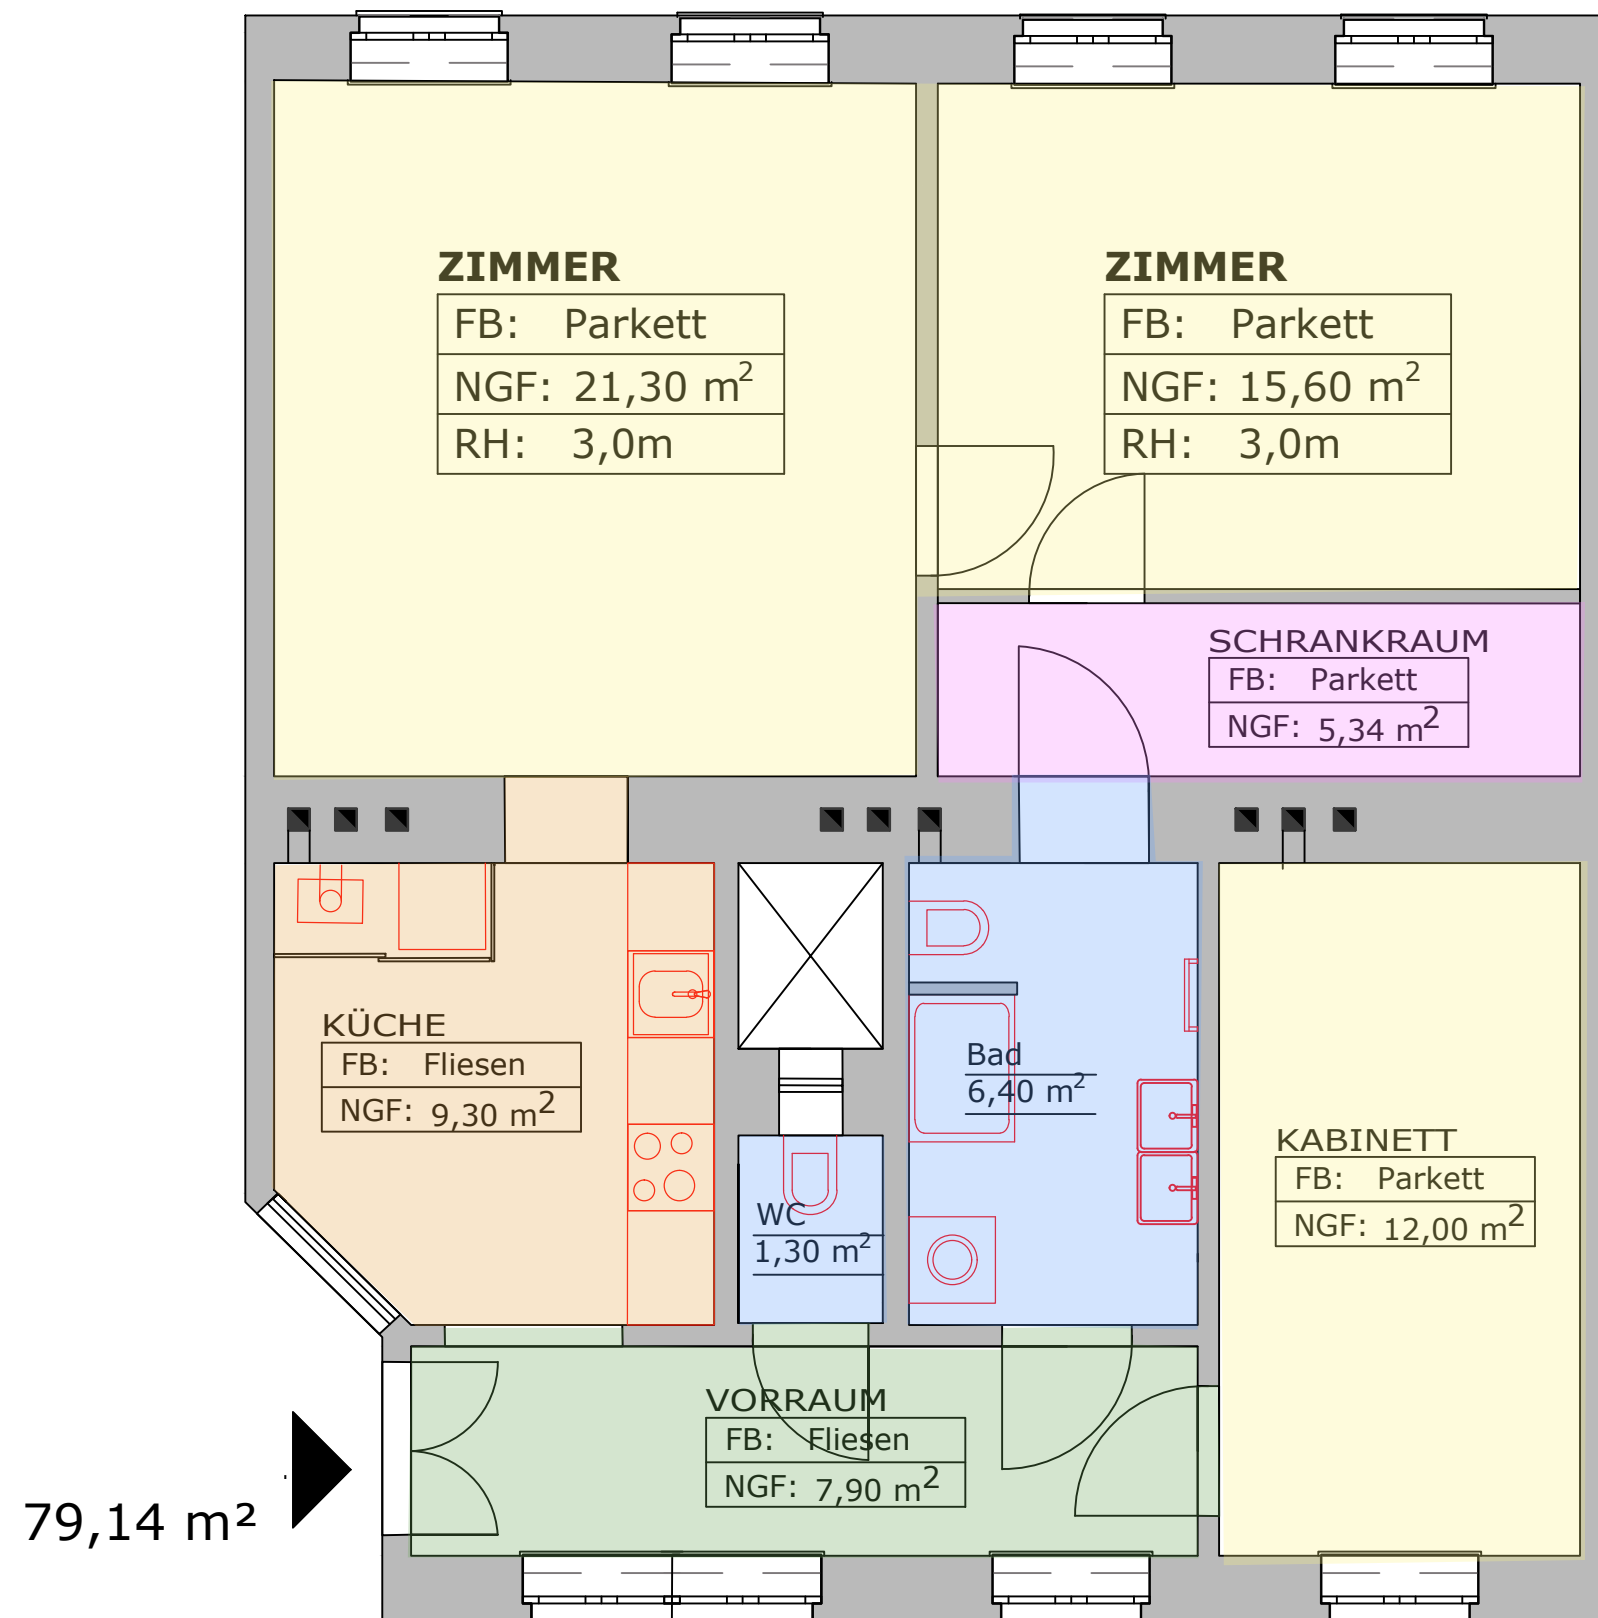 ZIMMER
FB: Parkett
NGF: 21,30 m²
RH: 3,0m
ZIMMER
FB: Parkett
NGF: 15,60 m²
RH: 3,0m
SCHRANKRAUM
FB: Parkett
NGF: 5,34 m²
KÜCHE
FB: Fliesen
NGF: 9,30 m²
Bad
6,40 m²
WC
1,30 m²
KABINETT
FB: Parkett
NGF: 12,00 m²
VORRAUM
FB: Fliesen
NGF: 7,90 m²
79,14 m²